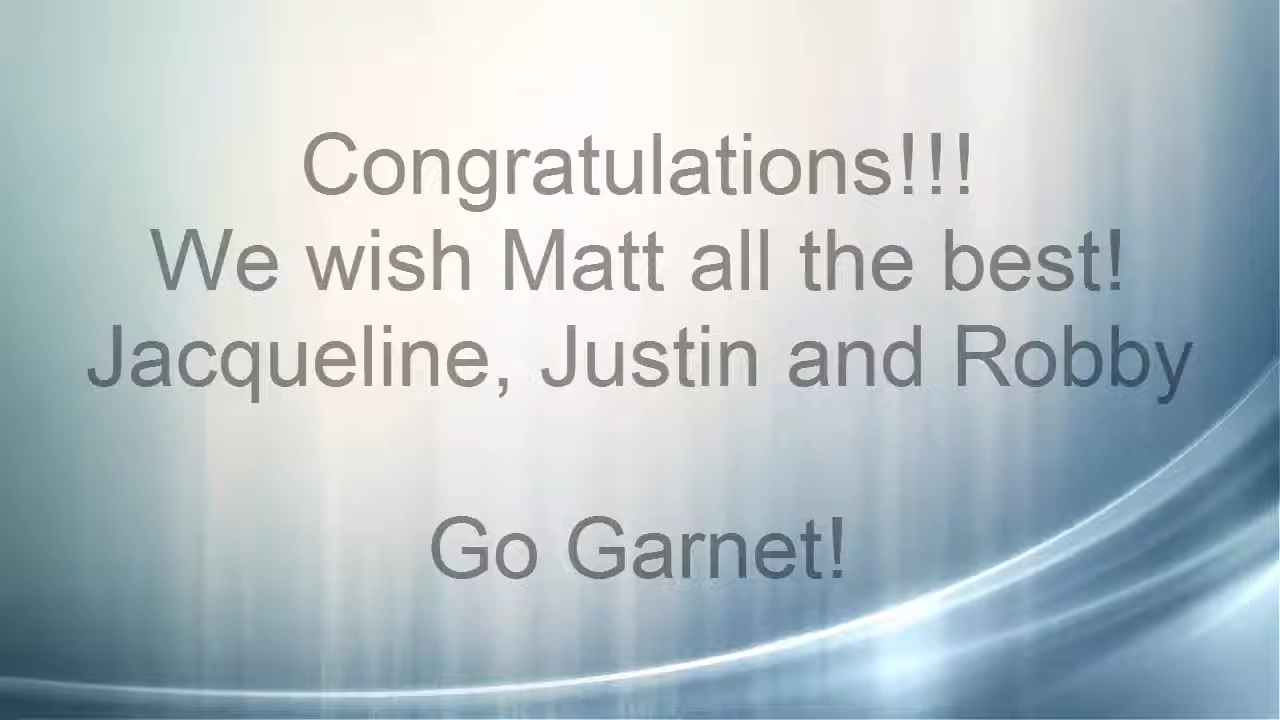 Congratulations!!!
We wish Matt all the best!
Jacqueline, Justin and Robby
Go Garnet!